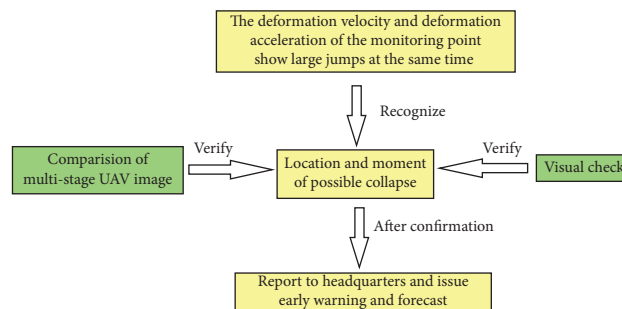 The deformation velocity and deformation
acceleration of the monitoring point
show large jumps at the same time
Recognize
Verify
Verify
Comparision of
multi-stage UAV image
Location and moment
of possible collapse
Visual check
After confirmation
Report to headquarters and issue
early warning and forecast